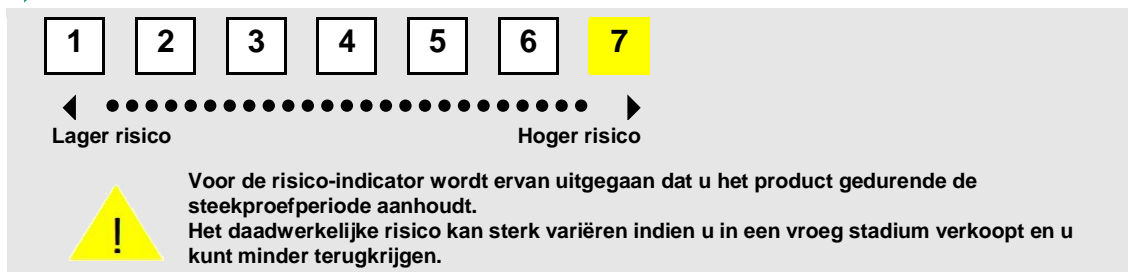 1 2 3 4 5 6 7
Lager risico Hoger risico
!
Voor de risico-indicator wordt ervan uitgegaan dat u het product gedurende de
steekproefperiode aanhoudt.
Het daadwerkelijke risico kan sterk variëren indien u in een vroeg stadium verkoopt en u
kunt minder terugkrijgen.